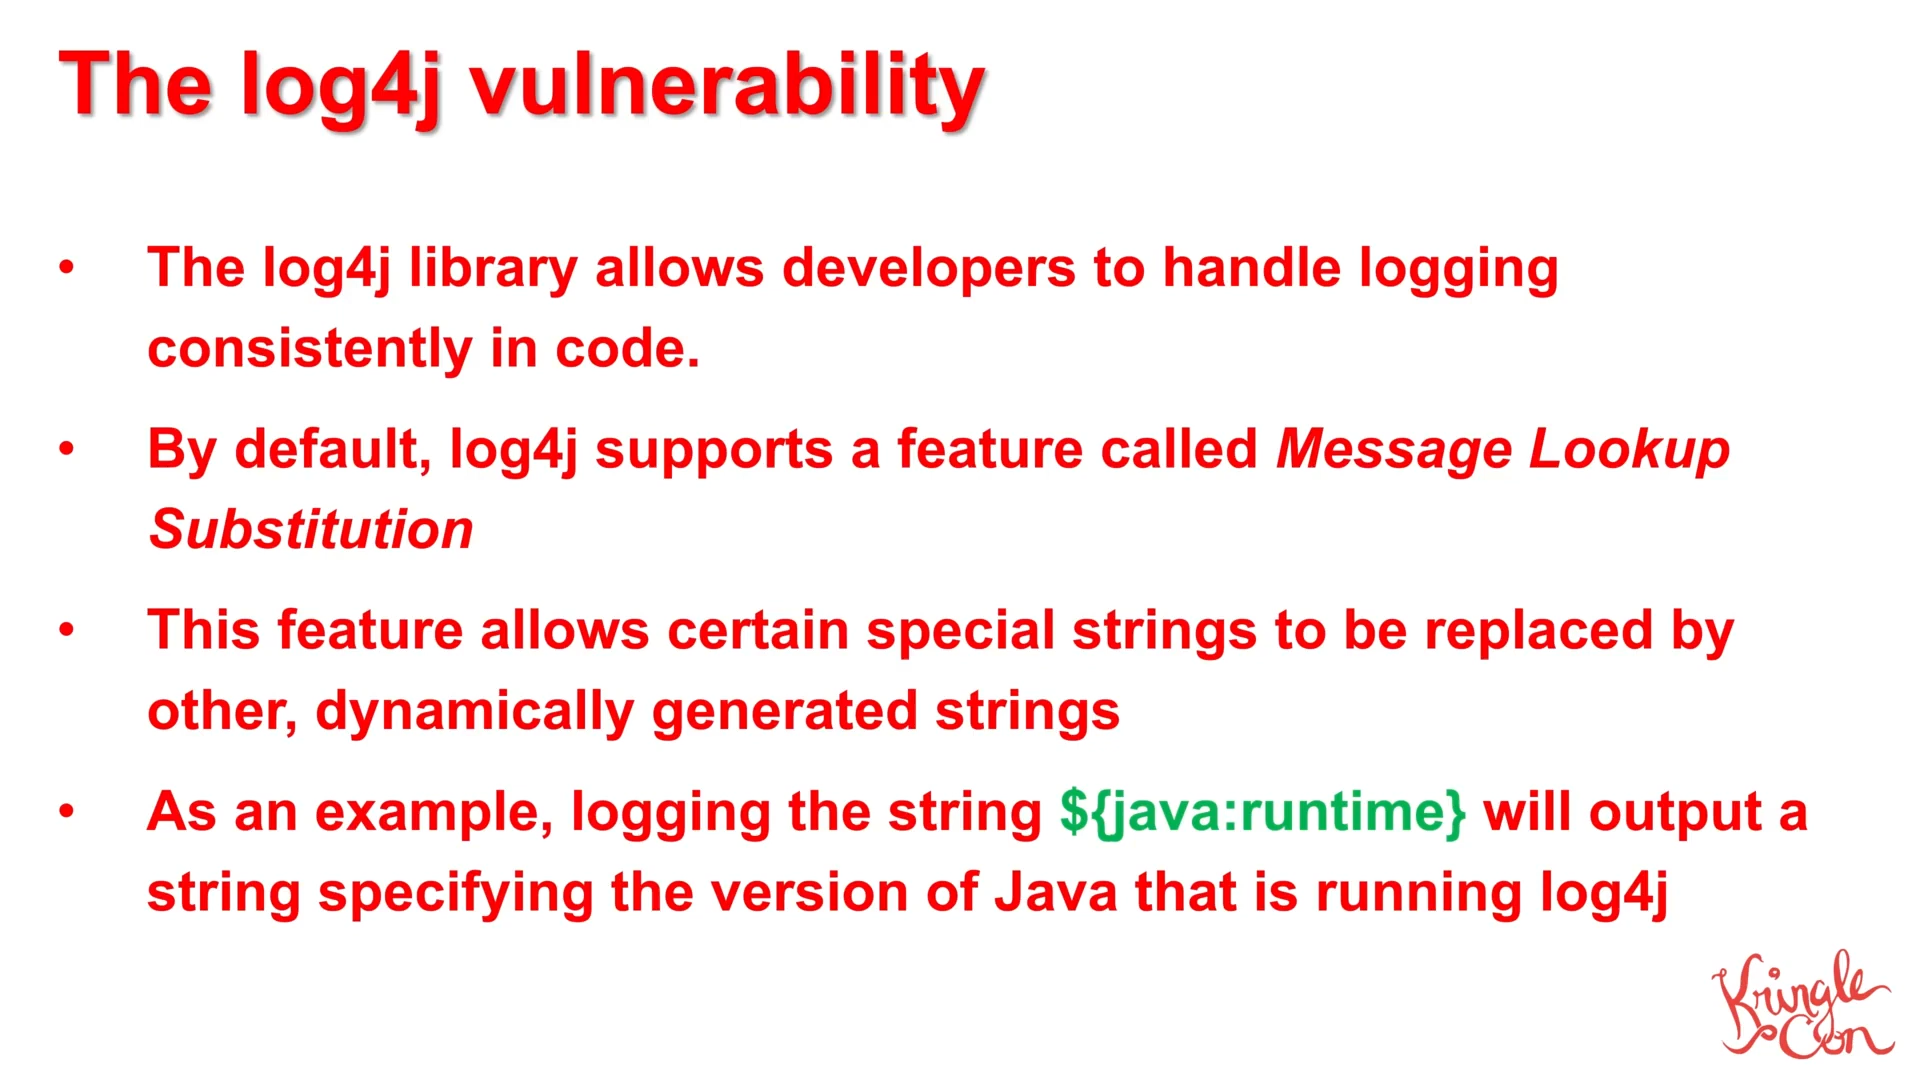 The log4j vulnerability
• The log4j library allows developers to handle logging
consistently in code.
• By default, log4j supports a feature called Message Lookup
Substitution
• This feature allows certain special strings to be replaced by
other, dynamically generated strings
• As an example, logging the string ${java:runtime} will output a
string specifying the version of Java that is running log4j
Kringle
Con